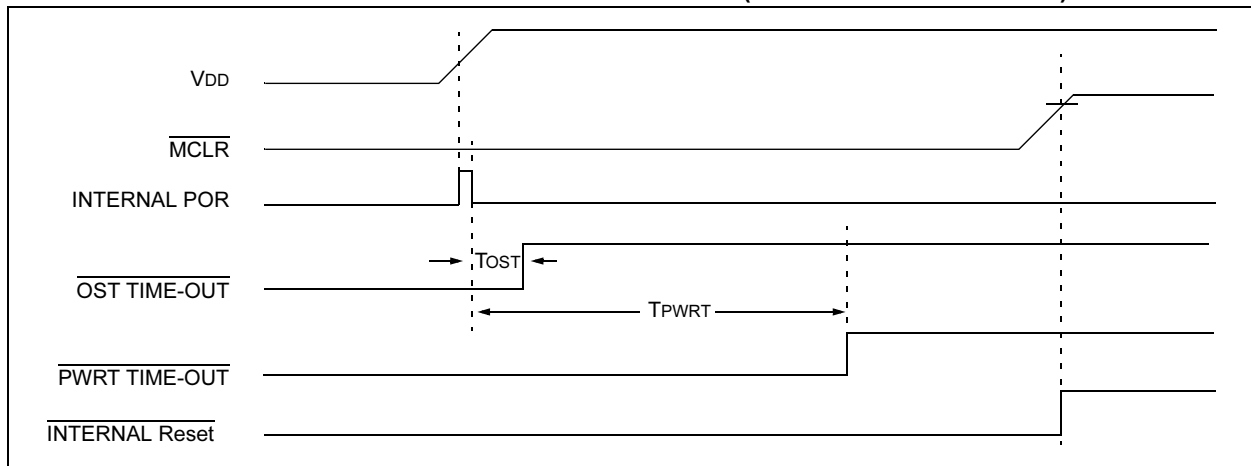 VDD
MCLR
INTERNAL POR
TOST
OST TIME-OUT
TPWRT
PWRT TIME-OUT
INTERNAL Reset